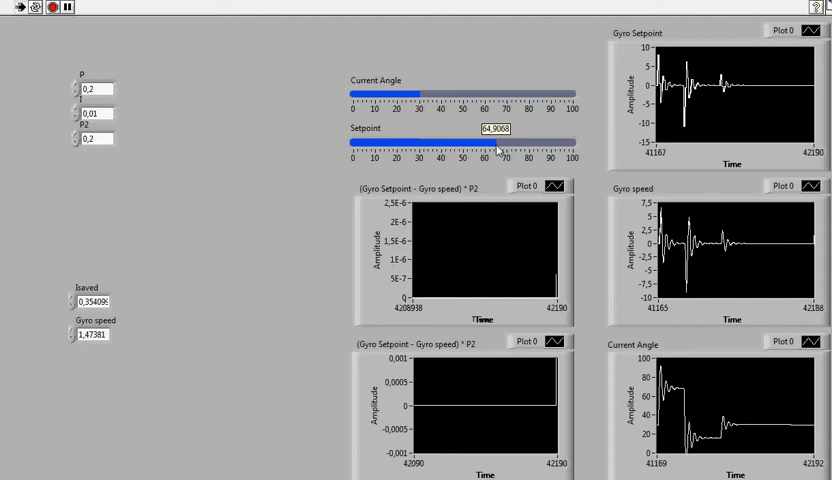 P
0,2
I
0,01
P2
0,2
Isaved
0,354099
Gyro speed
1,47381
Current Angle
0 10 20 30 40 50 60 70 80 90 100
Setpoint
64,9068
0 10 20 30 40 50 60 70 80 90 100
(Gyro Setpoint - Gyro speed) * P2
Plot 0
Amplitude
2,5E-6
2E-6
1,5E-6
1E-6
5E-7
0
4208938
42190
Time
(Gyro Setpoint - Gyro speed) * P2
Plot 0
Amplitude
0,001
0,0005
0
-0,0005
-0,001
42090
42190
Time
Gyro Setpoint
Plot 0
Amplitude
10
5
0
-5
-10
-15
41167
42190
Time
Gyro speed
Plot 0
Amplitude
7,5
5
2,5
0
-2,5
-5
-7,5
-10
41165
42188
Time
Current Angle
Plot 0
Amplitude
100
80
60
40
20
0
41169
42192
Time